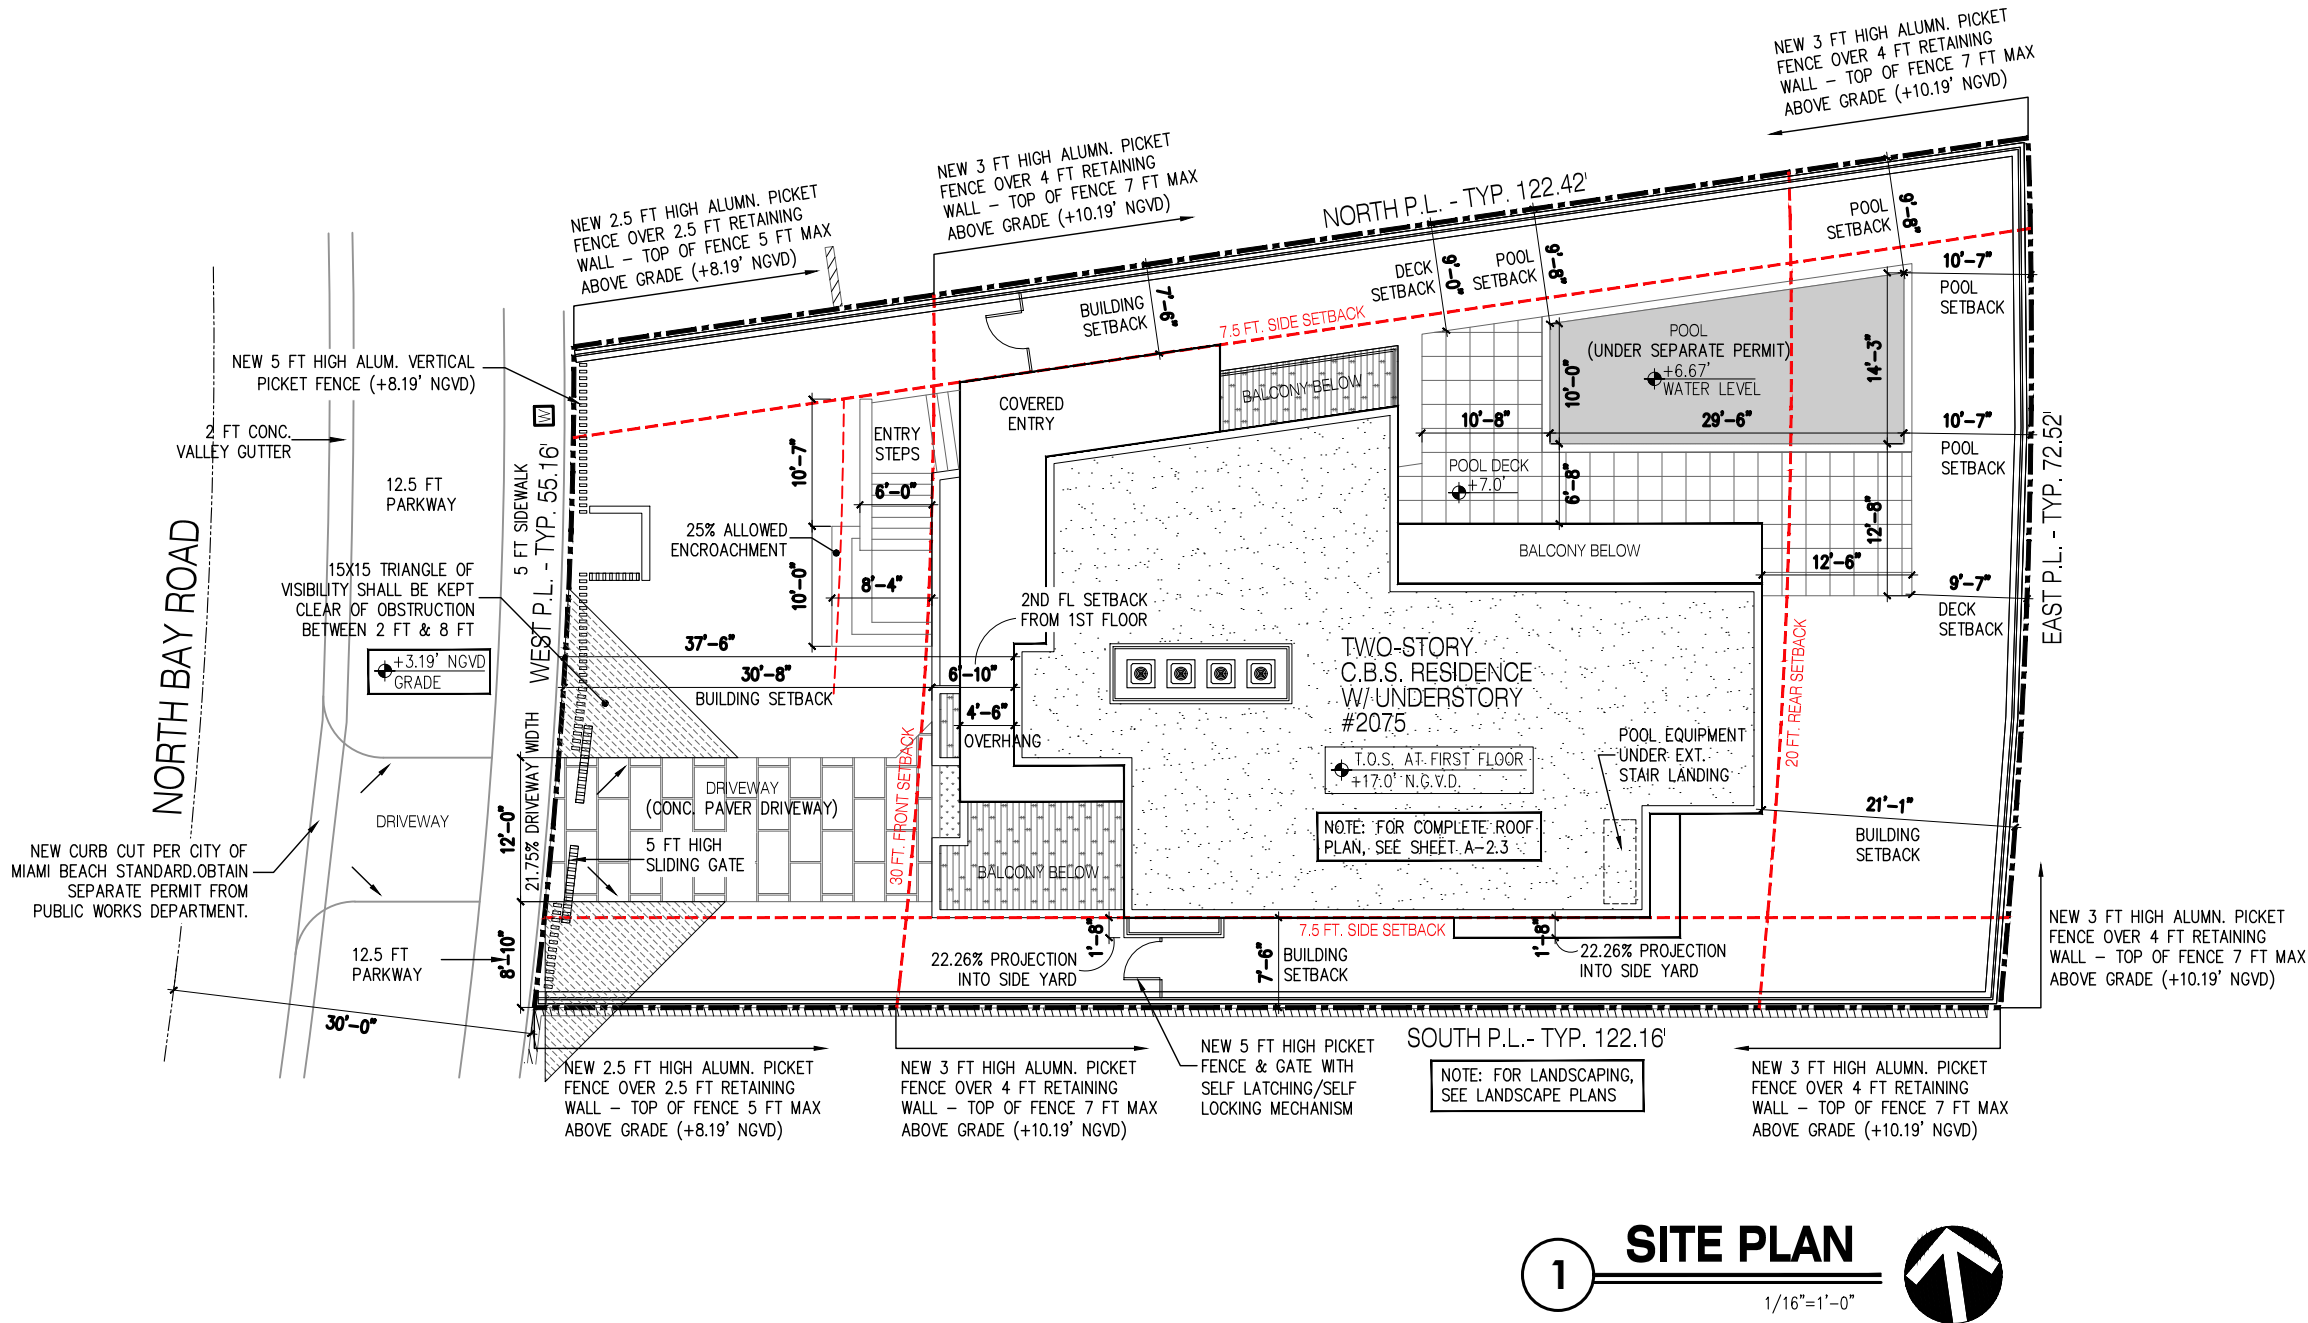 NEW 3 FT HIGH ALUMN. PICKET
FENCE OVER 4 FT RETAINING
WALL – TOP OF FENCE 7 FT MAX
ABOVE GRADE (+10.19' NGVD)
NEW 3 FT HIGH ALUMN. PICKET
FENCE OVER 4 FT RETAINING
WALL – TOP OF FENCE 7 FT MAX
ABOVE GRADE (+10.19' NGVD)
NEW 2.5 FT HIGH ALUMN. PICKET
FENCE OVER 2.5 FT RETAINING
WALL – TOP OF FENCE 5 FT MAX
ABOVE GRADE (+8.19' NGVD)
NORTH P.L. - TYP. 122.42'
POOL
SETBACK
8'-6"
DECK
SETBACK
6'-0"
POOL
SETBACK
8'-6"
10'-7"
POOL
SETBACK
BUILDING
SETBACK
7'-6"
7.5 FT. SIDE SETBACK
POOL
(UNDER SEPARATE PERMIT)
+6.67'
WATER LEVEL
10'-0"
14'-3"
29'-6"
10'-8"
10'-7"
POOL
SETBACK
NEW 5 FT HIGH ALUM. VERTICAL
PICKET FENCE (+8.19' NGVD)
W
2 FT CONC.
VALLEY GUTTER
12.5 FT
PARKWAY
5 FT SIDEWALK
WEST P.L. - TYP. 55.16'
NORTH BAY ROAD
COVERED
ENTRY
BALCONY BELOW
ENTRY
STEPS
10'-7"
6'-0"
25% ALLOWED
ENCROACHMENT
10'-0"
8'-4"
POOL DECK
+7.0'
6'-8"
12'-8"
12'-6"
BALCONY BELOW
9'-7"
DECK
SETBACK
EAST P.L. - TYP. 72.52'
15X15 TRIANGLE OF
VISIBILITY SHALL BE KEPT
CLEAR OF OBSTRUCTION
BETWEEN 2 FT & 8 FT
+3.19' NGVD
GRADE
2ND FL SETBACK
FROM 1ST FLOOR
37'-6"
30'-8"
BUILDING SETBACK
6'-10"
4'-6"
OVERHANG
TWO-STORY
C.B.S. RESIDENCE
W/ UNDERSTORY
#2075
T.O.S. AT FIRST FLOOR
+17.0' N.G.V.D.
NOTE: FOR COMPLETE ROOF
PLAN, SEE SHEET A-2.3
POOL EQUIPMENT
UNDER EXT.
STAIR LANDING
20 FT. REAR SETBACK
21'-1"
BUILDING
SETBACK
30 FT. FRONT SETBACK
DRIVEWAY
(CONC. PAVER DRIVEWAY)
5 FT HIGH
SLIDING GATE
DRIVEWAY
12'-0"
21.75% DRIVEWAY WIDTH
NEW CURB CUT PER CITY OF
MIAMI BEACH STANDARD.OBTAIN
SEPARATE PERMIT FROM
PUBLIC WORKS DEPARTMENT.
BALCONY BELOW
8'-10"
12.5 FT
PARKWAY
30'-0"
1'-8"
22.26% PROJECTION
INTO SIDE YARD
7'-6"
BUILDING
SETBACK
7.5 FT. SIDE SETBACK
1'-8"
22.26% PROJECTION
INTO SIDE YARD
NEW 3 FT HIGH ALUMN. PICKET
FENCE OVER 4 FT RETAINING
WALL – TOP OF FENCE 7 FT MAX
ABOVE GRADE (+10.19' NGVD)
SOUTH P.L.- TYP. 122.16'
NEW 2.5 FT HIGH ALUMN. PICKET
FENCE OVER 2.5 FT RETAINING
WALL – TOP OF FENCE 5 FT MAX
ABOVE GRADE (+8.19' NGVD)
NEW 3 FT HIGH ALUMN. PICKET
FENCE OVER 4 FT RETAINING
WALL – TOP OF FENCE 7 FT MAX
ABOVE GRADE (+10.19' NGVD)
NEW 5 FT HIGH PICKET
FENCE & GATE WITH
SELF LATCHING/SELF
LOCKING MECHANISM
NOTE: FOR LANDSCAPING,
SEE LANDSCAPE PLANS
NEW 3 FT HIGH ALUMN. PICKET
FENCE OVER 4 FT RETAINING
WALL – TOP OF FENCE 7 FT MAX
ABOVE GRADE (+10.19' NGVD)
1
SITE PLAN
1/16"=1'-0"